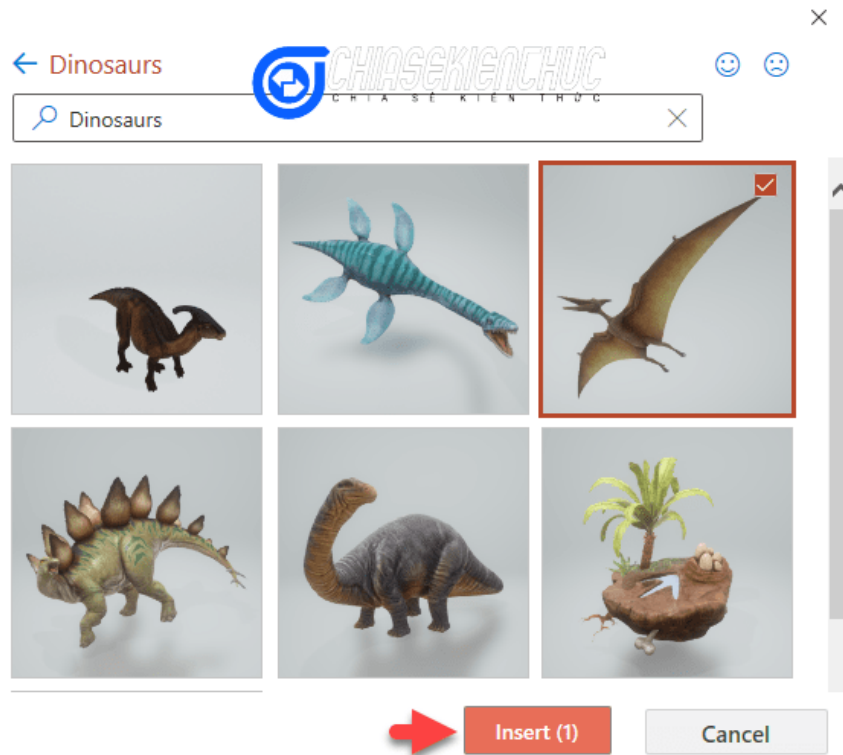 Dinosaurs
CHIASEKIENTHUC
CHIA SẺ KIẾN THỨC
Dinosaurs
Insert (1)
Cancel